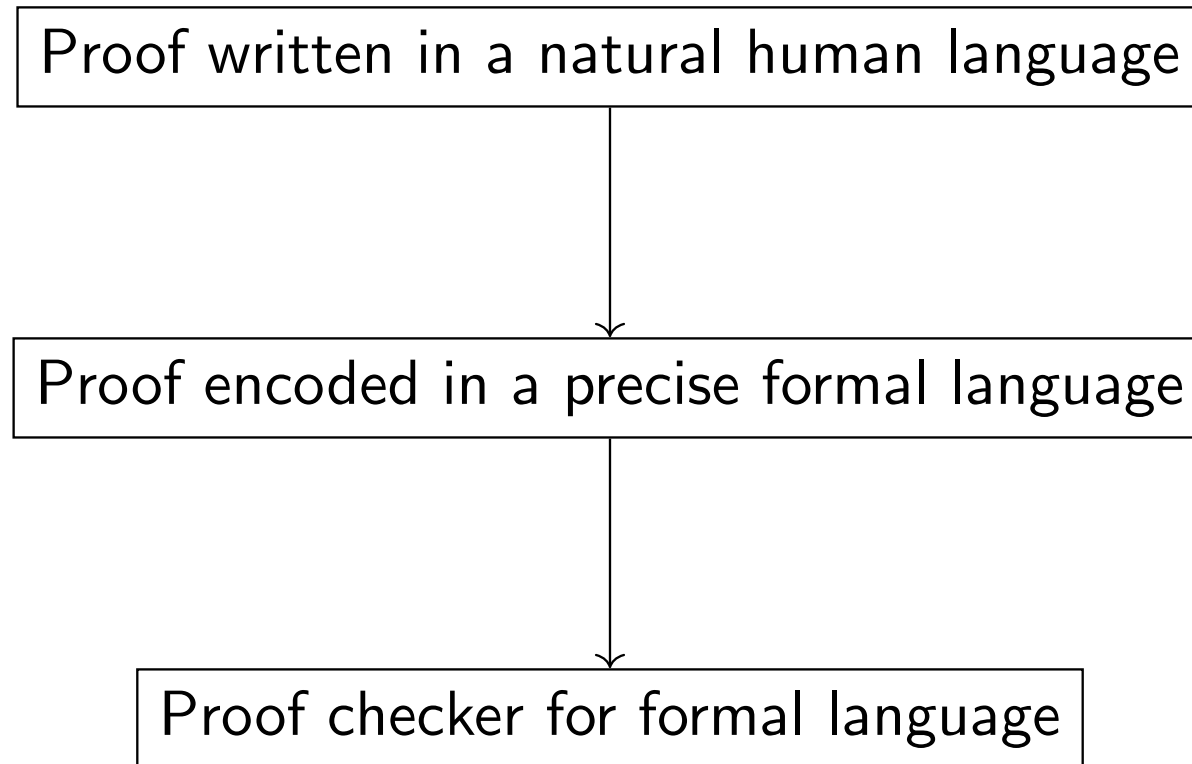 Proof written in a natural human language
Proof encoded in a precise formal language
Proof checker for formal language